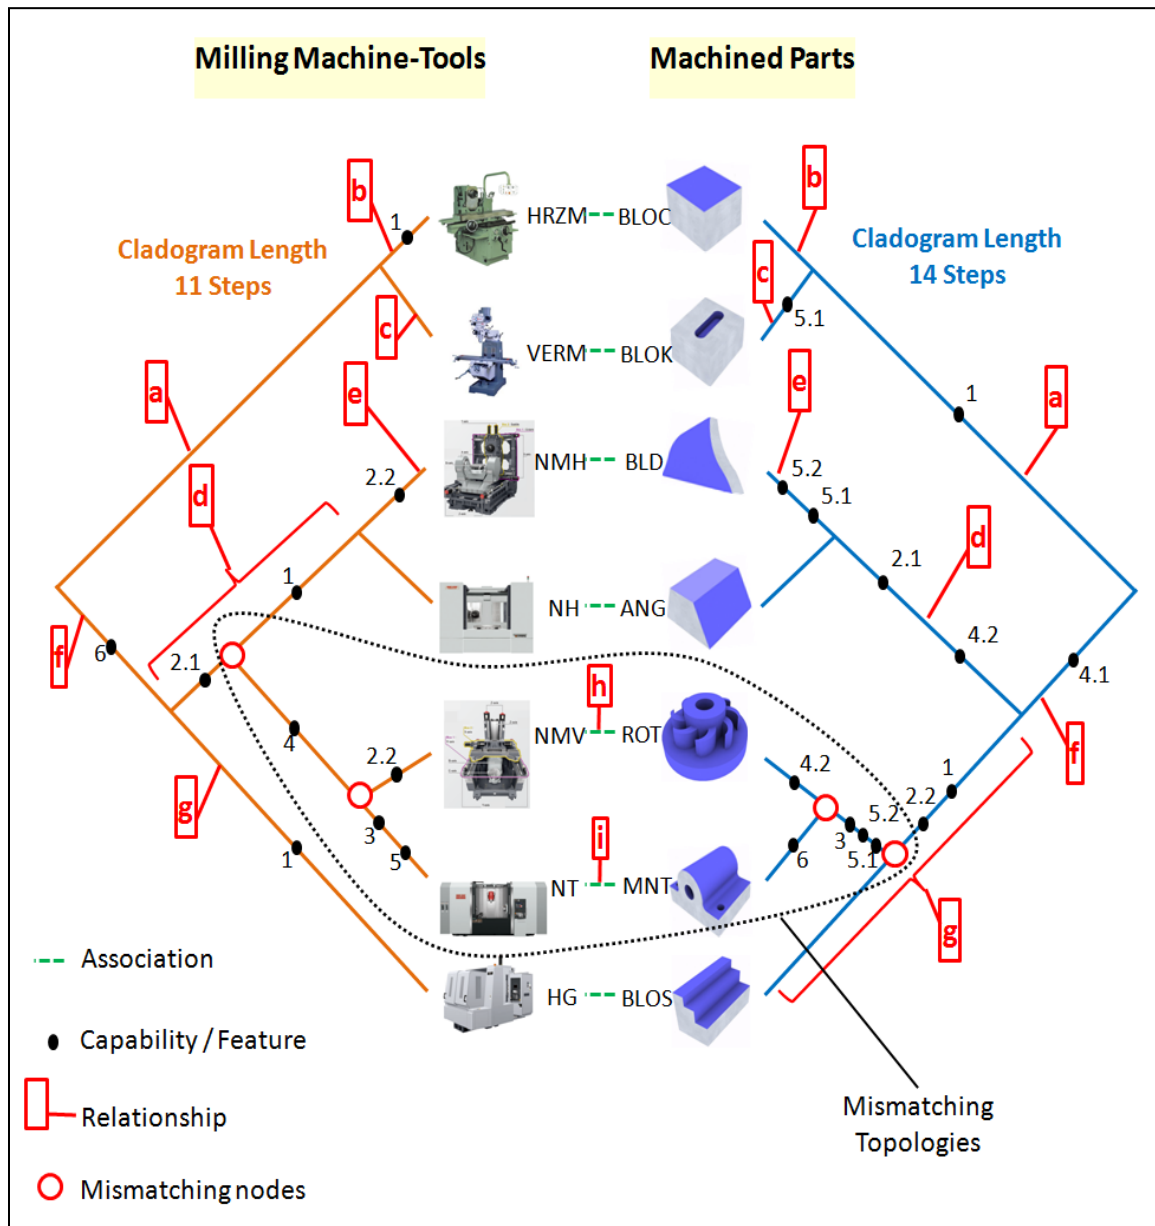 Milling Machine-Tools
Machined Parts
b
b
1
HRZM
BLOC
Cladogram Length
11 Steps
Cladogram Length
14 Steps
c
c
5.1
VERM
BLOK
a
e
e
1
a
d
2.2
NMH
BLD
5.2
5.1
d
1
2.1
NH
ANG
f
6
2.1
4.2
4.1
h
4
NMV
ROT
f
2.2
4.2
1
g
5.2
2.2
3
5
i
3
5.1
6
1
NT
MNT
g
Association
HG
BLOS
Capability / Feature
Relationship
Mismatching
Topologies
Mismatching nodes